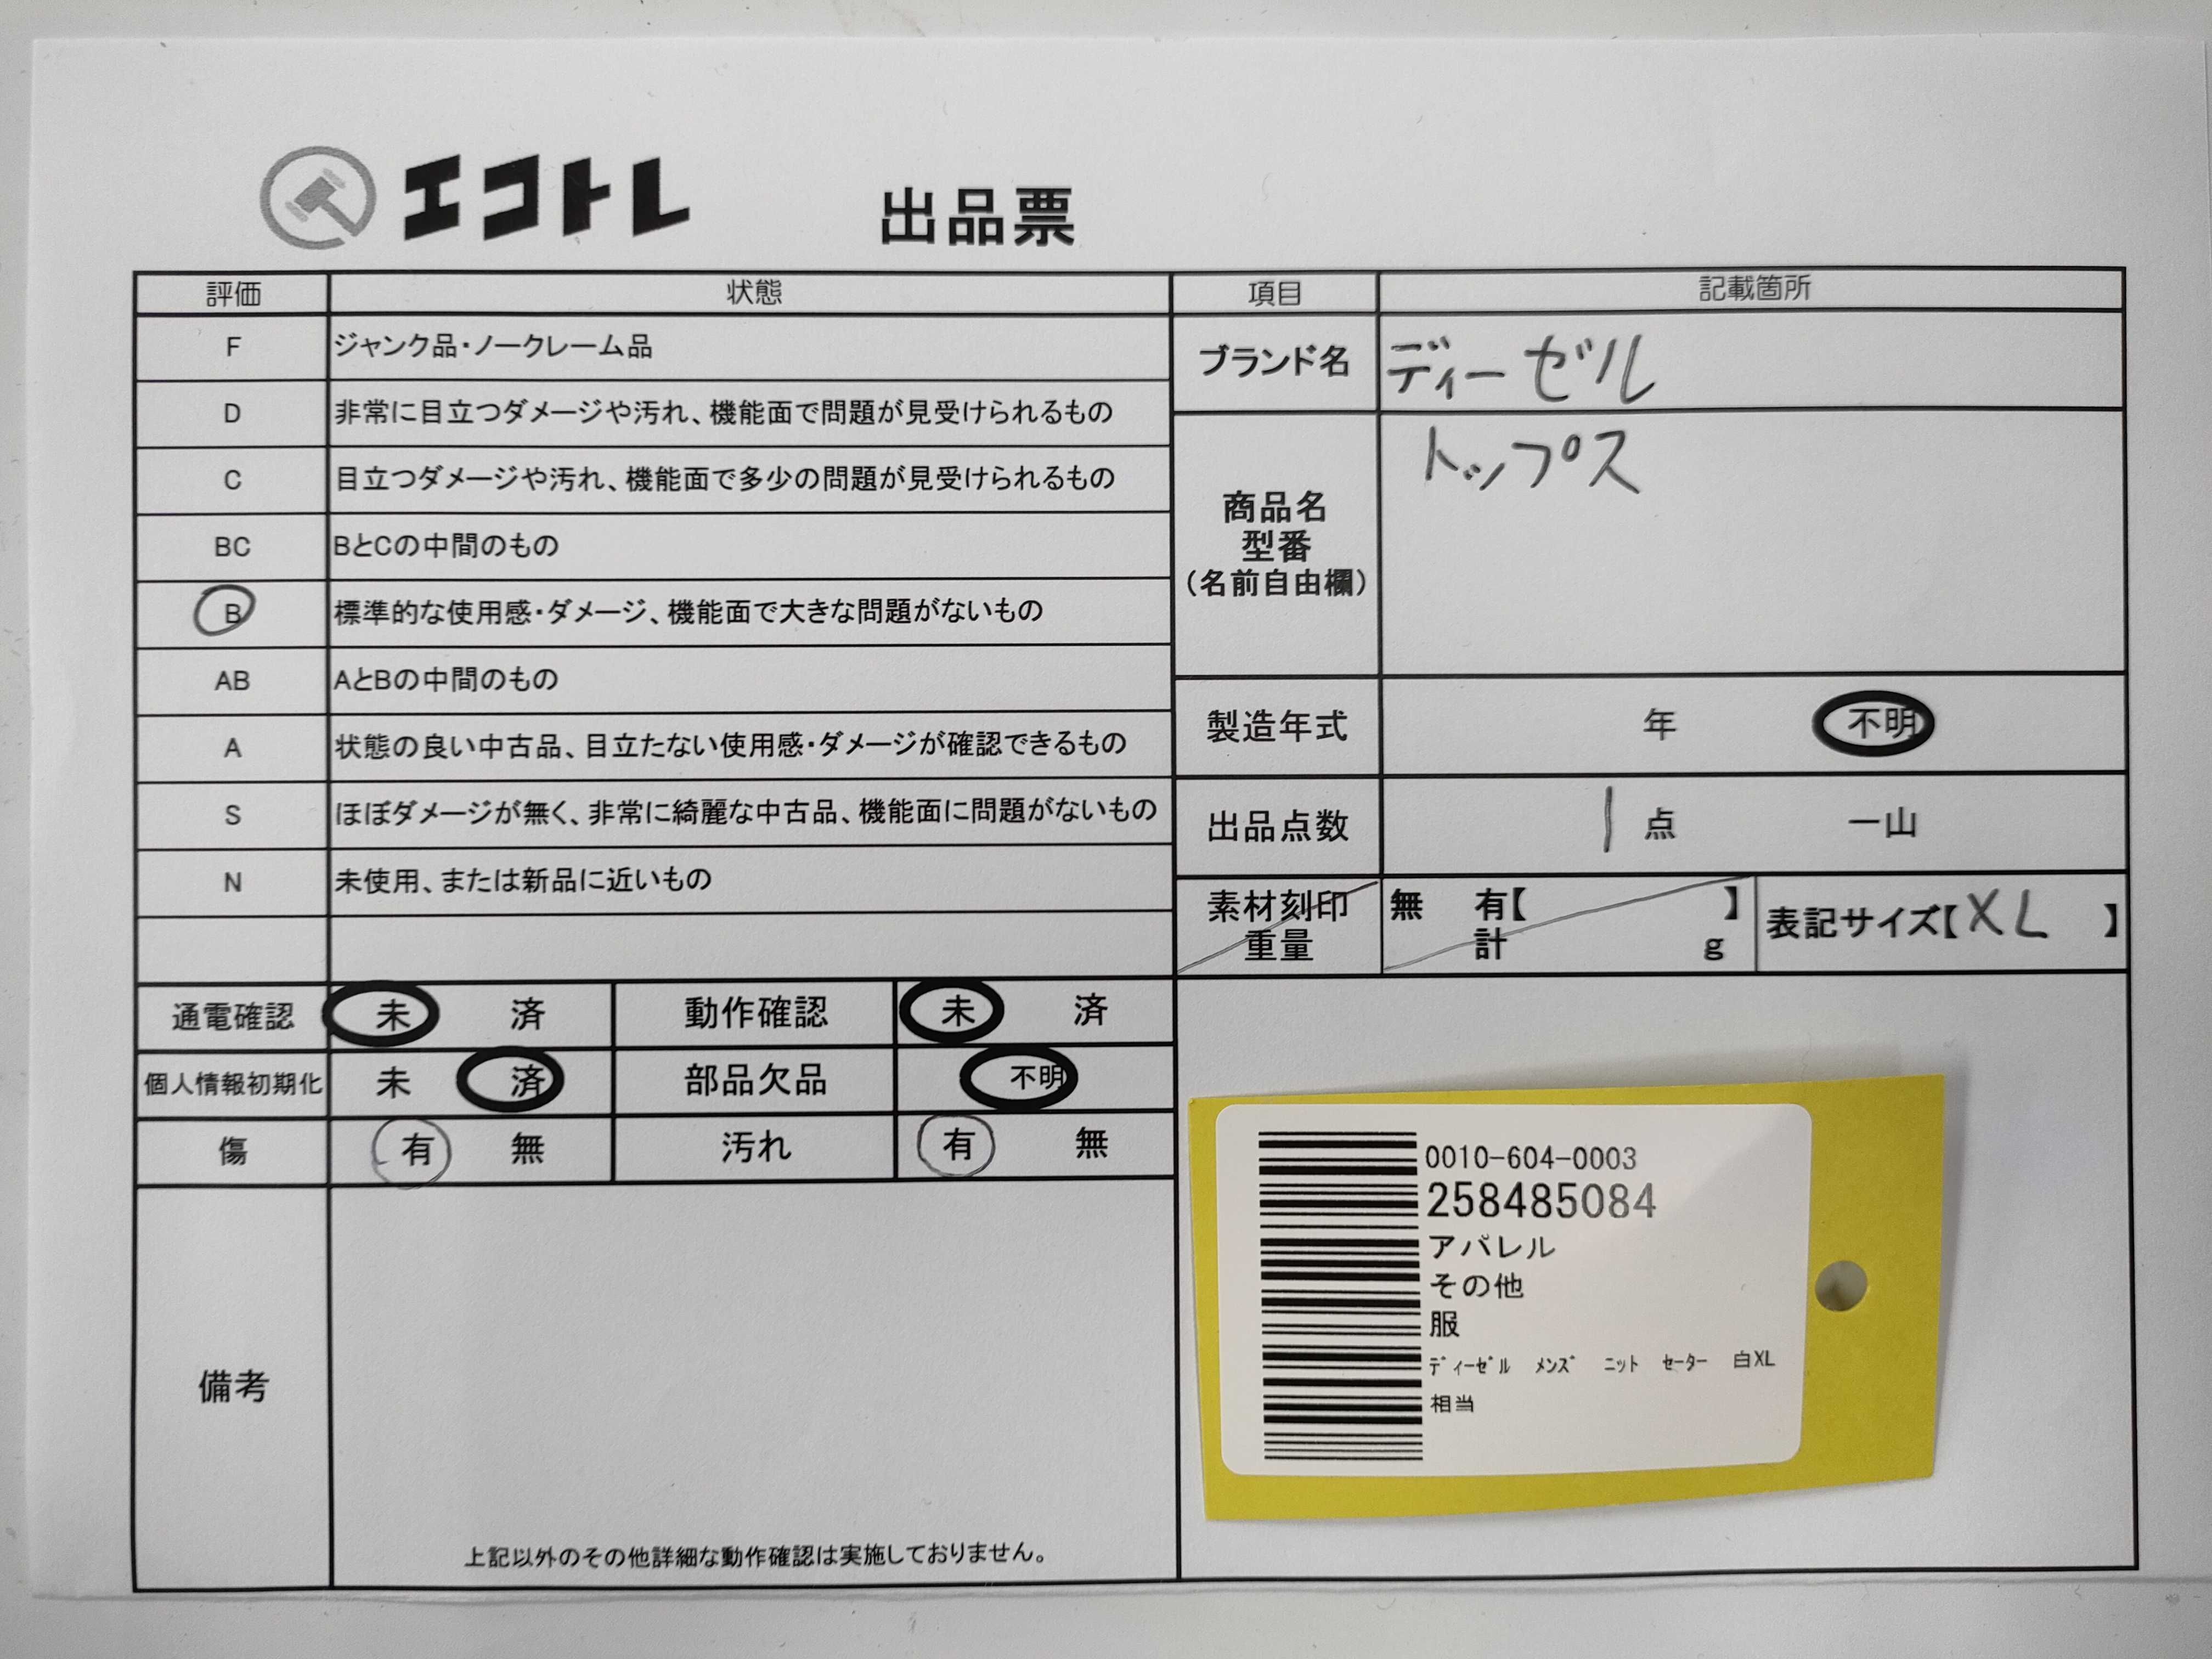 エコトレ
出品票
評価 状態
F ジャンク品・ノークレーム品
D 非常に目立つダメージや汚れ、機能面で問題が見受けられるもの
C 目立つダメージや汚れ、機能面で多少の問題が見受けられるもの
BC BとCの中間のもの
B 標準的な使用感・ダメージ、機能面で大きな問題がないもの
AB AとBの中間のもの
A 状態の良い中古品、目立たない使用感・ダメージが確認できるもの
S ほぼダメージが無く、非常に綺麗な中古品、機能面に問題がないもの
N 未使用、または新品に近いもの
項目 記載箇所
ブランド名 ディーゼル
商品名
型番
(名前自由欄)
トップス
製造年式 年 不明
出品点数 1 点 一山
素材刻印
重量
無 有【 】
計 g
表記サイズ【XL 】
通電確認 未 済 動作確認 未 済
個人情報初期化 未 済 部品欠品 不明
傷 有 無 汚れ 有 無
備考
上記以外のその他詳細な動作確認は実施しておりません。
0010-604-0003
258485084
アパレル
その他
服
ﾃﾞｨｰｾﾞﾙ ﾒﾝｽﾞ ﾆｯﾄ ｾｰﾀｰ 白XL
相当